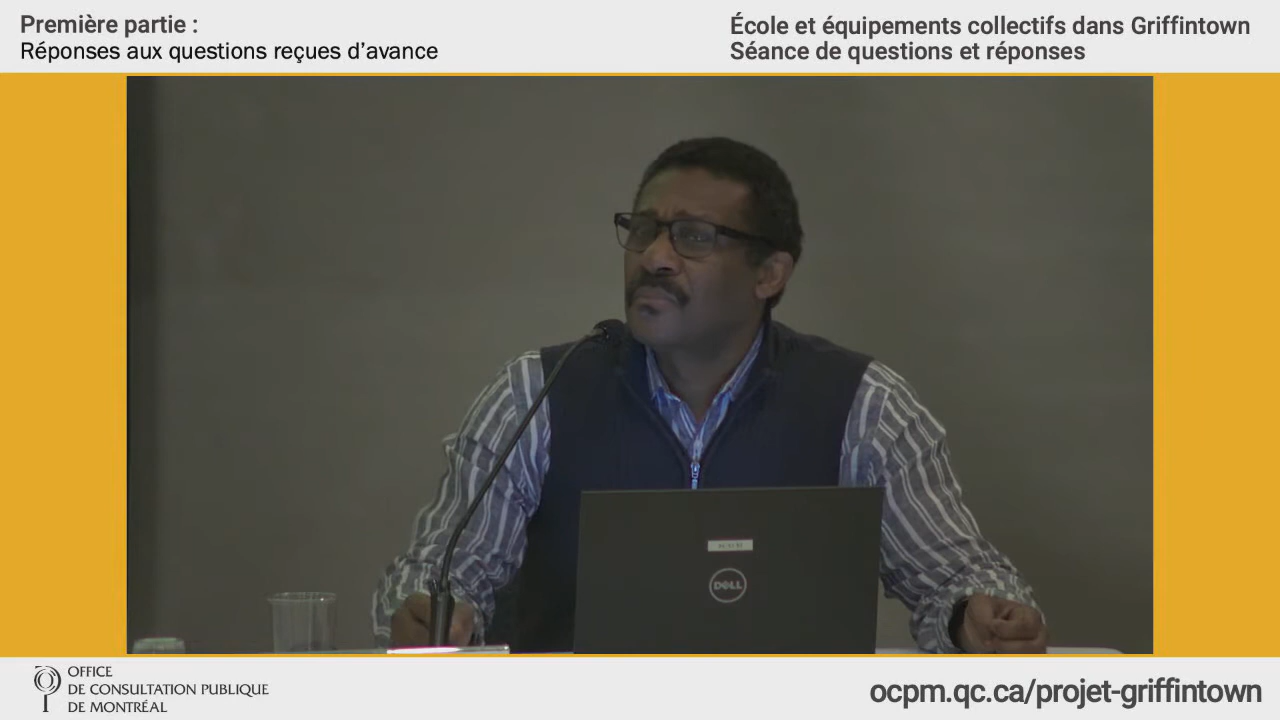 Première partie :
Réponses aux questions reçues d'avance
École et équipements collectifs dans Griffintown
Séance de questions et réponses
DELL
OFFICE
DE CONSULTATION PUBLIQUE
DE MONTRÉAL
ocpm.qc.ca/projet-griffintown